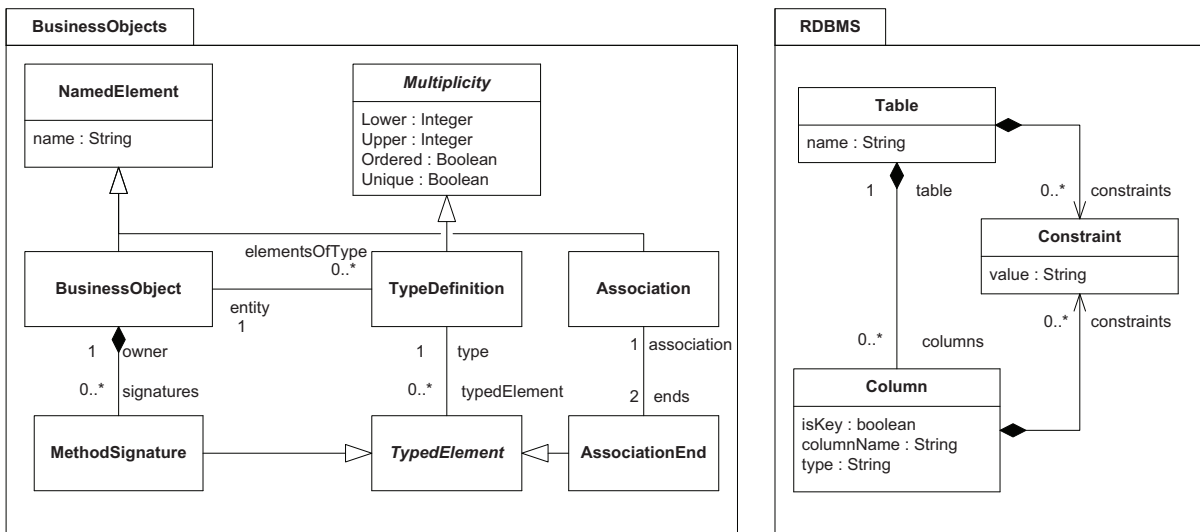 BusinessObjects
NamedElement
name : String
Multiplicity
Lower : Integer
Upper : Integer
Ordered : Boolean
Unique : Boolean
BusinessObject
elementsOfType
0..*
entity
1
TypeDefinition
Association
1 owner
0..* signatures
1 type
0..* typedElement
1 association
2 ends
MethodSignature
TypedElement
AssociationEnd
RDBMS
Table
name : String
1 table
0..* constraints
Constraint
value : String
0..* constraints
0..* columns
Column
isKey : boolean
columnName : String
type : String